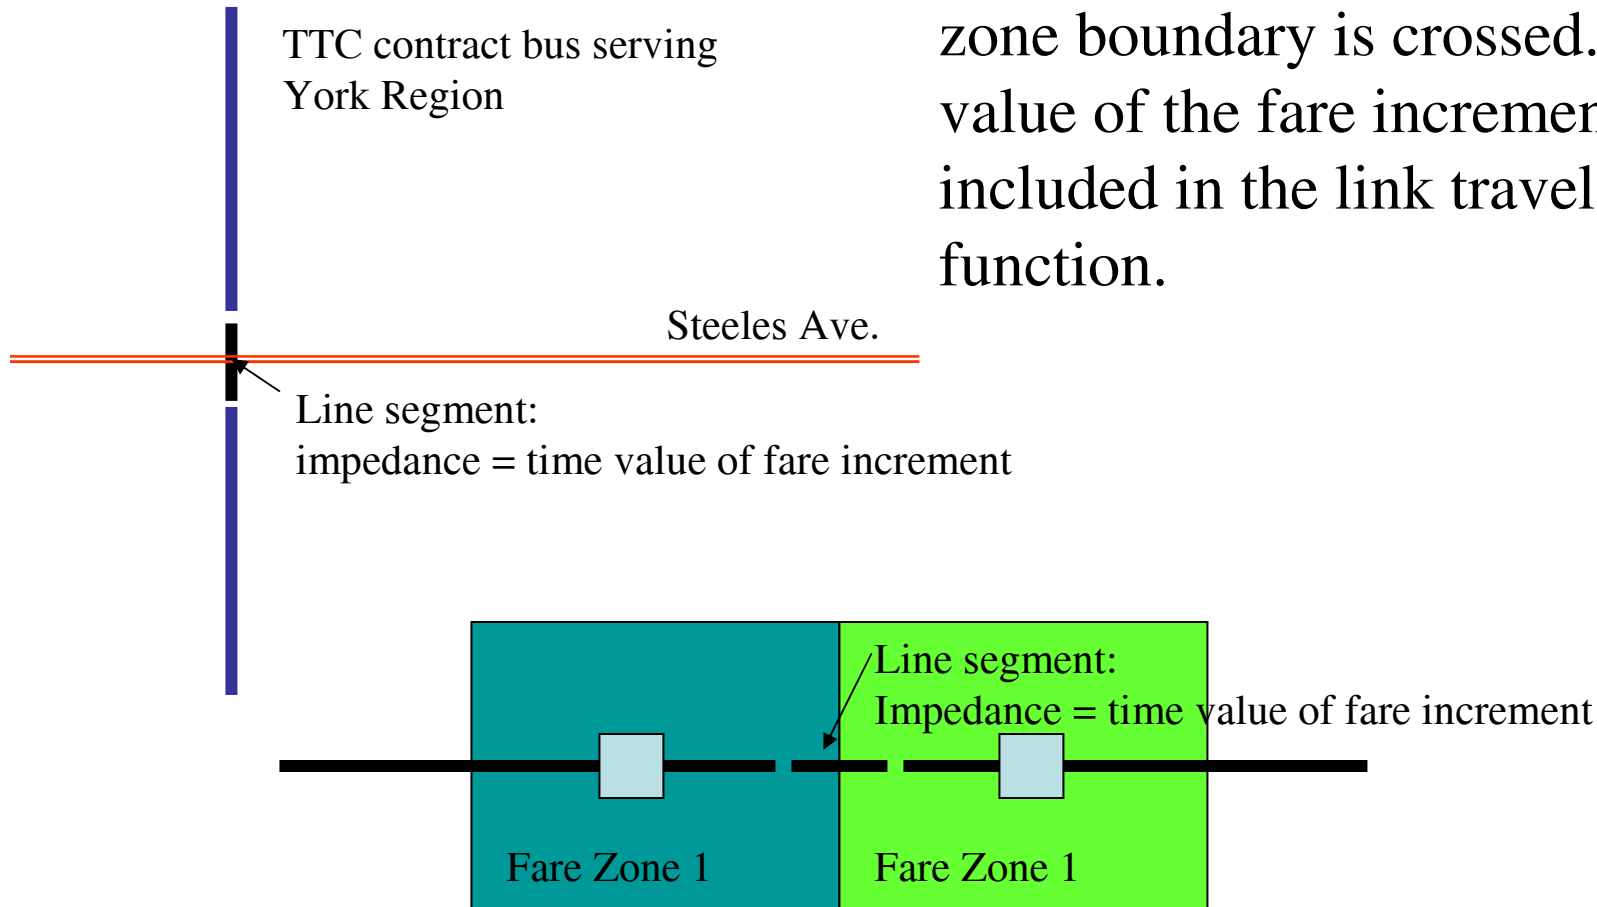 TTC contract bus serving
York Region
zone boundary is crossed.
value of the fare
included in the link travel
function.
Steeles Ave.
Line segment:
impedance = time value of fare increment
Line segment:
Impedance = time value of fare increment
Fare Zone 1
Fare Zone 1